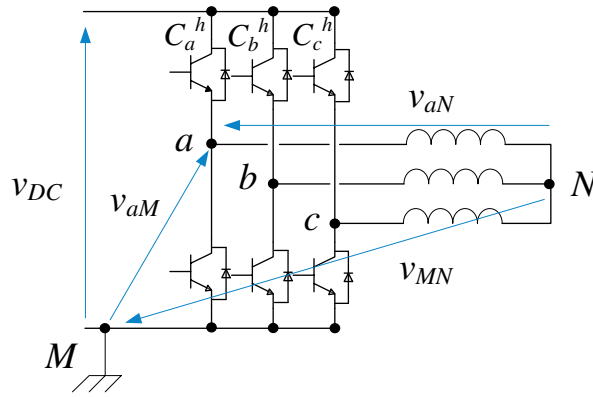 C_a^h C_b^h C_c^h
v_aN
a
v_DC
v_aM
b
N
c
v_MN
M